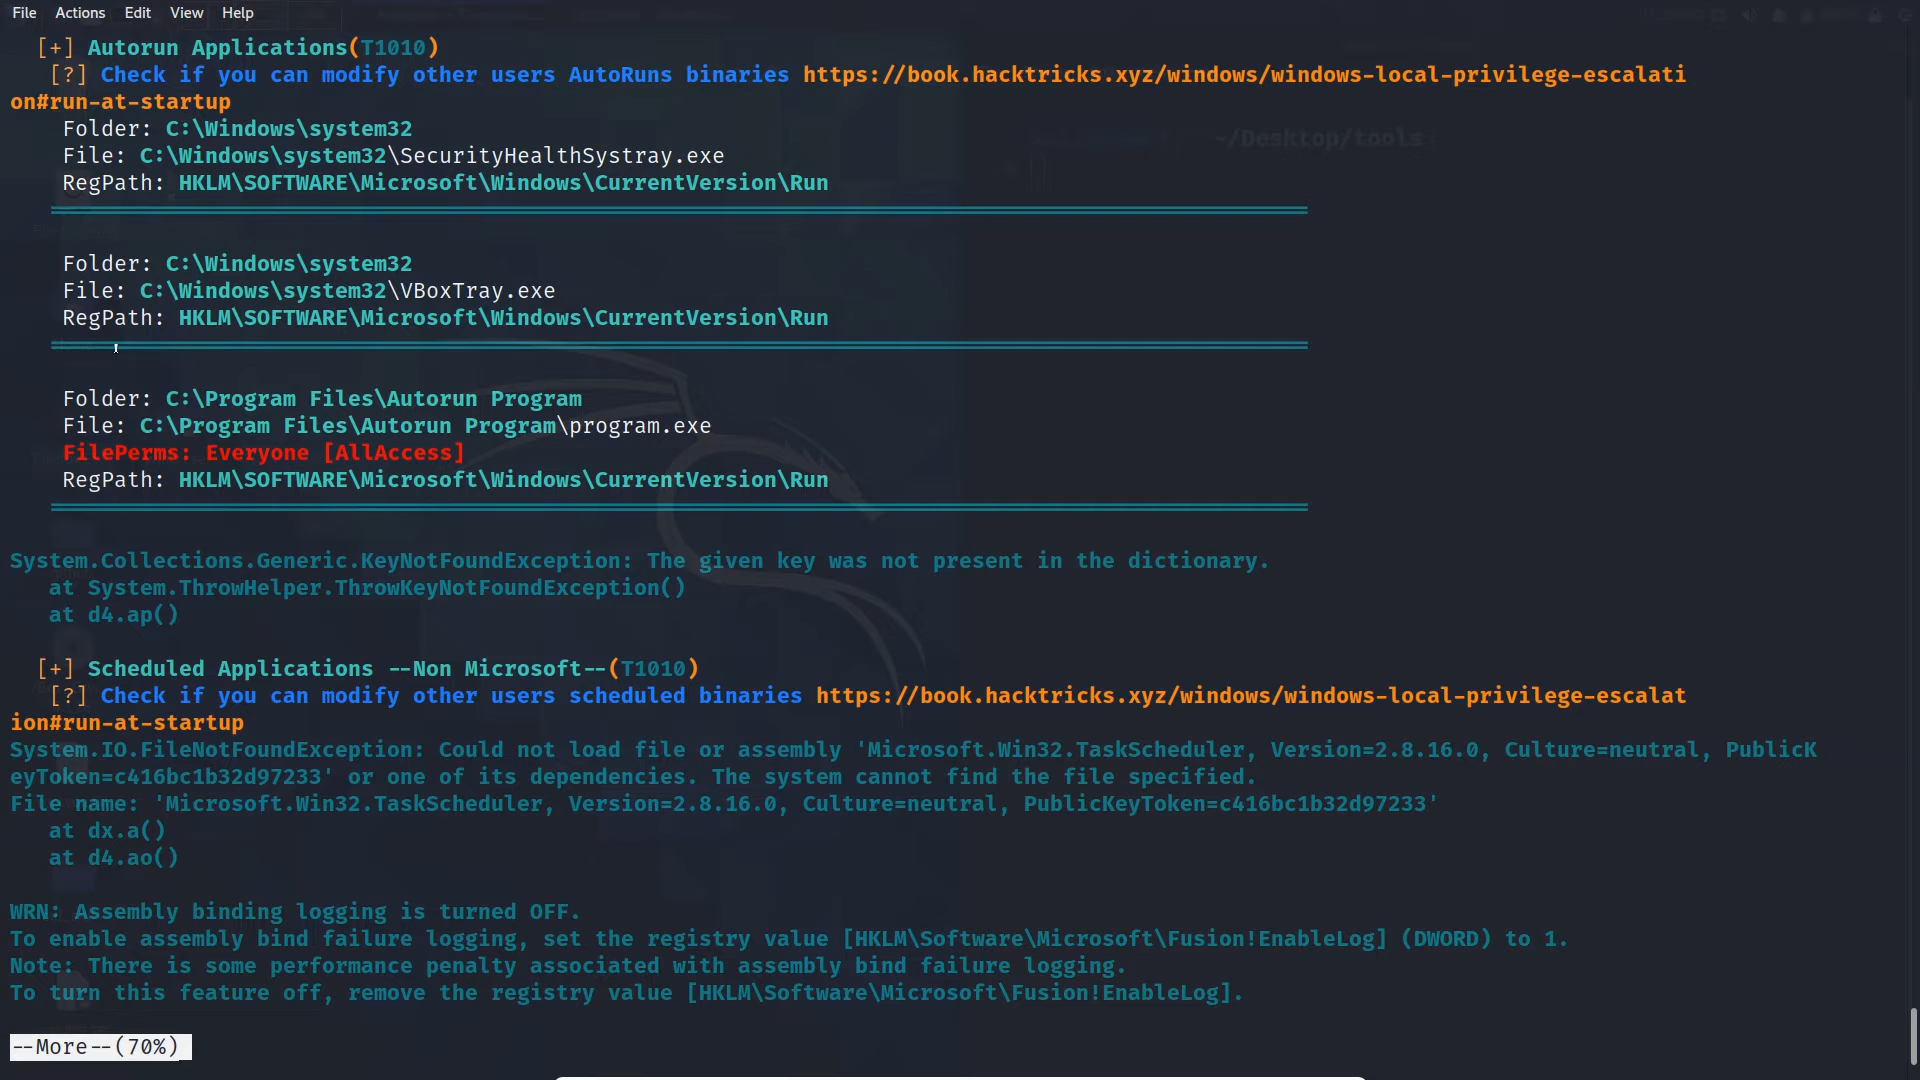 File Actions Edit View Help
[+] Autorun Applications(T1010)
[?] Check if you can modify other users AutoRuns binaries https://book.hacktricks.xyz/windows/windows-local-privilege-escalati
on#run-at-startup
Folder: C:\Windows\system32
~/Desktop/tools
File: C:\Windows\system32\SecurityHealthSystray.exe
RegPath: HKLM\SOFTWARE\Microsoft\Windows\CurrentVersion\Run
Folder: C:\Windows\system32
File: C:\Windows\system32\VBoxTray.exe
RegPath: HKLM\SOFTWARE\Microsoft\Windows\CurrentVersion\Run
Folder: C:\Program Files\Autorun Program
File: C:\Program Files\Autorun Program\program.exe
FilePerms: Everyone [AllAccess]
RegPath: HKLM\SOFTWARE\Microsoft\Windows\CurrentVersion\Run
System.Collections.Generic.KeyNotFoundException: The given key was not present in the dictionary.
at System.ThrowHelper.ThrowKeyNotFoundException()
at d4.ap()
[+] Scheduled Applications --Non Microsoft--(T1010)
[?] Check if you can modify other users scheduled binaries https://book.hacktricks.xyz/windows/windows-local-privilege-escalat
ion#run-at-startup
System.IO.FileNotFoundException: Could not load file or assembly 'Microsoft.Win32.TaskScheduler, Version=2.8.16.0, Culture=neutral, PublicK
eyToken=c416bc1b32d97233' or one of its dependencies. The system cannot find the file specified.
File name: 'Microsoft.Win32.TaskScheduler, Version=2.8.16.0, Culture=neutral, PublicKeyToken=c416bc1b32d97233'
at dx.a()
at d4.ao()
WRN: Assembly binding logging is turned OFF.
To enable assembly bind failure logging, set the registry value [HKLM\Software\Microsoft\Fusion!EnableLog] (DWORD) to 1.
Note: There is some performance penalty associated with assembly bind failure logging.
To turn this feature off, remove the registry value [HKLM\Software\Microsoft\Fusion!EnableLog].
--More--(70%)